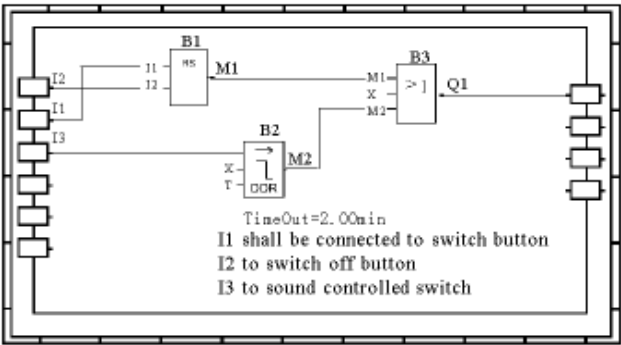 B1
B3
I2
I1
RS
M1
I2
M1
>1
Q1
X
I1
M2
I3
B2
M2
X
T
DOR
TimeOut=2.00min
I1 shall be connected to switch button
I2 to switch off button
I3 to sound controlled switch